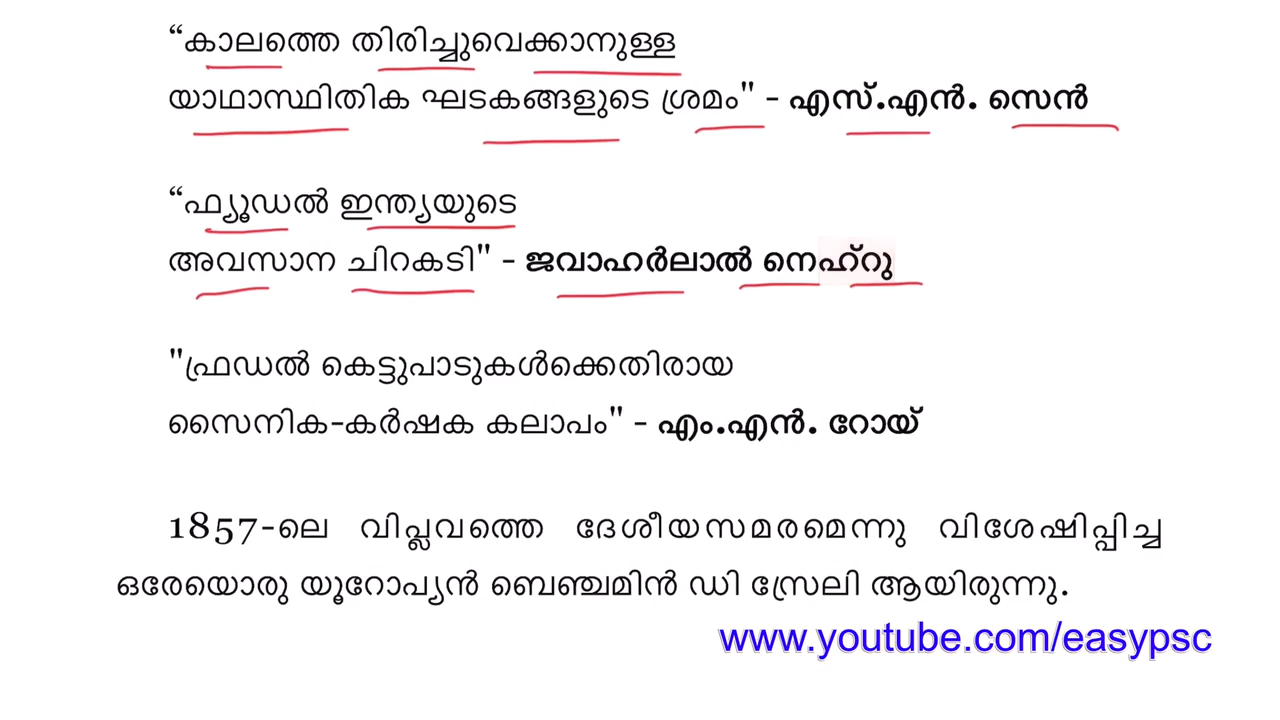 “കാലത്തെ തിരിച്ചുവെക്കാനുള്ള
യാഥാസ്ഥിതിക ഘടകങ്ങളുടെ ശ്രമം" - എസ്.എൻ. സെൻ
“ഫ്യൂഡൽ ഇന്ത്യയുടെ
അവസാന ചിറകടി" - ജവാഹർലാൽ നെഹ്റു
"ഫ്രഡൽ കെട്ടുപാടുകൾക്കെതിരായ
സൈനിക-കർഷക കലാപം" - എം.എൻ. റോയ്
1857-ലെ വിപ്ലവത്തെ ദേശീയസമരമെന്നു വിശേഷിപ്പിച്ച
ഒരേയൊരു യൂറോപ്യൻ ബെഞ്ചമിൻ ഡി സ്രേലി ആയിരുന്നു.
www.youtube.com/easypsc